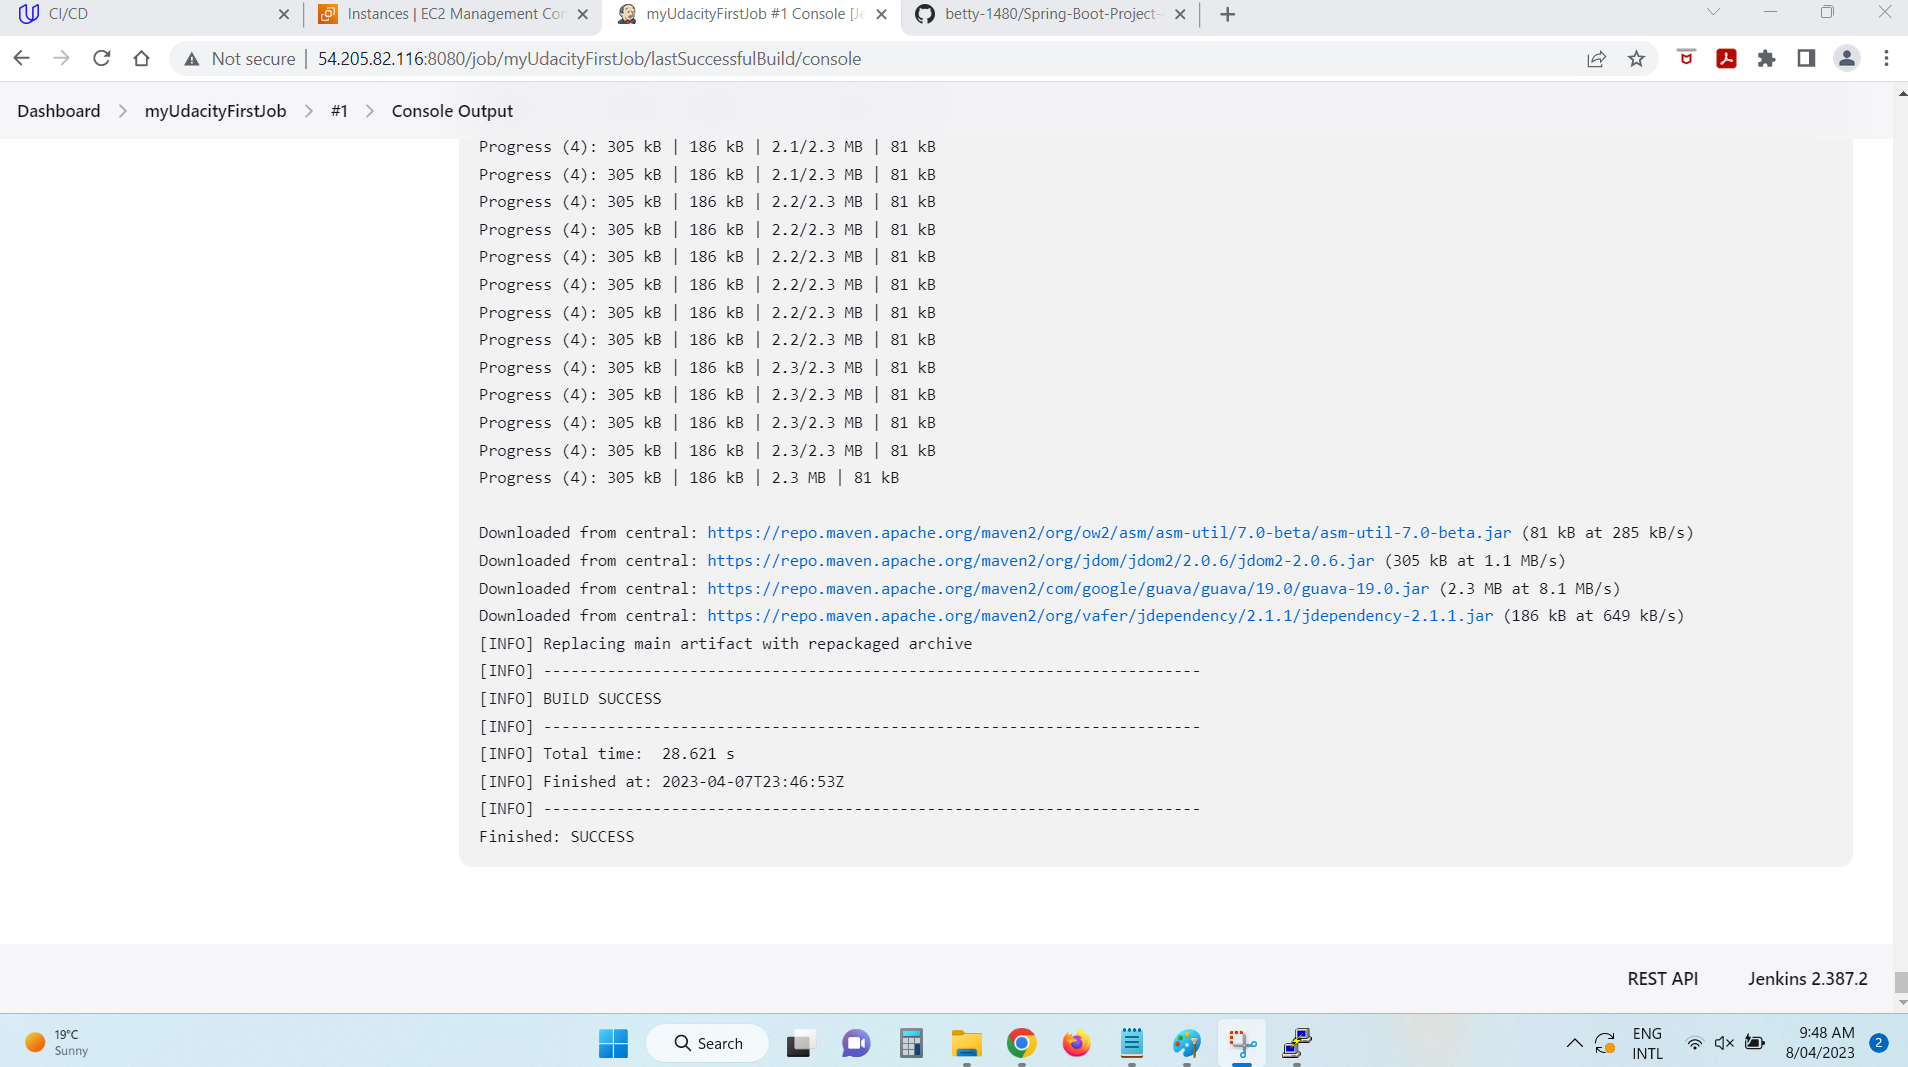 CI/CD
Instances | EC2 Management Con
myUdacityFirstJob #1 Console [Je
betty-1480/Spring-Boot-Project-
Not secure
54.205.82.116:8080/job/myUdacityFirstJob/lastSuccessfulBuild/console
Dashboard
myUdacityFirstJob
#1
Console Output
Progress (4): 305 kB | 186 kB | 2.1/2.3 MB | 81 kB
Progress (4): 305 kB | 186 kB | 2.1/2.3 MB | 81 kB
Progress (4): 305 kB | 186 kB | 2.2/2.3 MB | 81 kB
Progress (4): 305 kB | 186 kB | 2.2/2.3 MB | 81 kB
Progress (4): 305 kB | 186 kB | 2.2/2.3 MB | 81 kB
Progress (4): 305 kB | 186 kB | 2.2/2.3 MB | 81 kB
Progress (4): 305 kB | 186 kB | 2.2/2.3 MB | 81 kB
Progress (4): 305 kB | 186 kB | 2.2/2.3 MB | 81 kB
Progress (4): 305 kB | 186 kB | 2.3/2.3 MB | 81 kB
Progress (4): 305 kB | 186 kB | 2.3/2.3 MB | 81 kB
Progress (4): 305 kB | 186 kB | 2.3/2.3 MB | 81 kB
Progress (4): 305 kB | 186 kB | 2.3/2.3 MB | 81 kB
Progress (4): 305 kB | 186 kB | 2.3 MB | 81 kB
Downloaded from central: https://repo.maven.apache.org/maven2/org/ow2/asm/asm-util/7.0-beta/asm-util-7.0-beta.jar (81 kB at 285 kB/s)
Downloaded from central: https://repo.maven.apache.org/maven2/org/jdom/jdom2/2.0.6/jdom2-2.0.6.jar (305 kB at 1.1 MB/s)
Downloaded from central: https://repo.maven.apache.org/maven2/com/google/guava/guava/19.0/guava-19.0.jar (2.3 MB at 8.1 MB/s)
Downloaded from central: https://repo.maven.apache.org/maven2/org/vafer/jdependency/2.1.1/jdependency-2.1.1.jar (186 kB at 649 kB/s)
[INFO] Replacing main artifact with repackaged archive
[INFO] ------------------------------------------------------------------------
[INFO] BUILD SUCCESS
[INFO] ------------------------------------------------------------------------
[INFO] Total time:  28.621 s
[INFO] Finished at: 2023-04-07T23:46:53Z
[INFO] ------------------------------------------------------------------------
Finished: SUCCESS
REST API
Jenkins 2.387.2
19°C
Sunny
Search
ENG
INTL
9:48 AM
8/04/2023
2